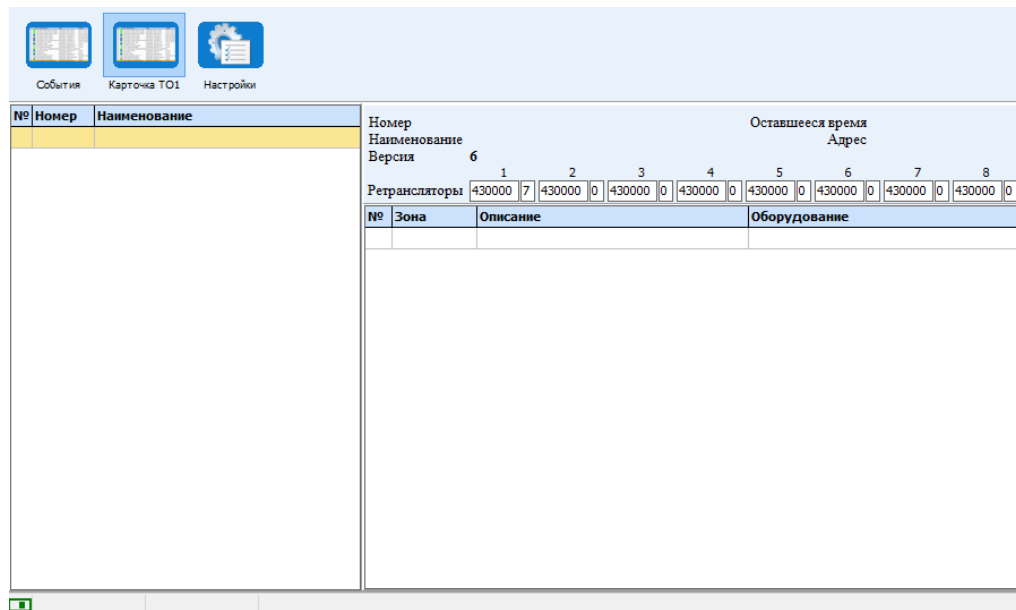 События Карточка ТО1 Настройки
№ Номер Наименование
Номер Оставшееся время
Наименование Адрес
Версия 6
1 2 3 4 5 6 7 8
Ретрансляторы 430000 7 430000 0 430000 0 430000 0 430000 0 430000 0 430000 0 430000 0
№ Зона Описание Оборудование